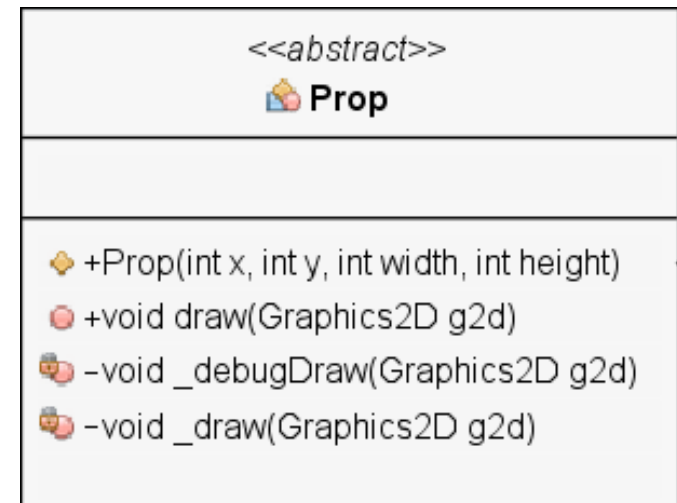 <<abstract>>
Prop
+Prop(int x, int y, int width, int height)
+void draw(Graphics2D g2d)
-void _debugDraw(Graphics2D g2d)
-void _draw(Graphics2D g2d)